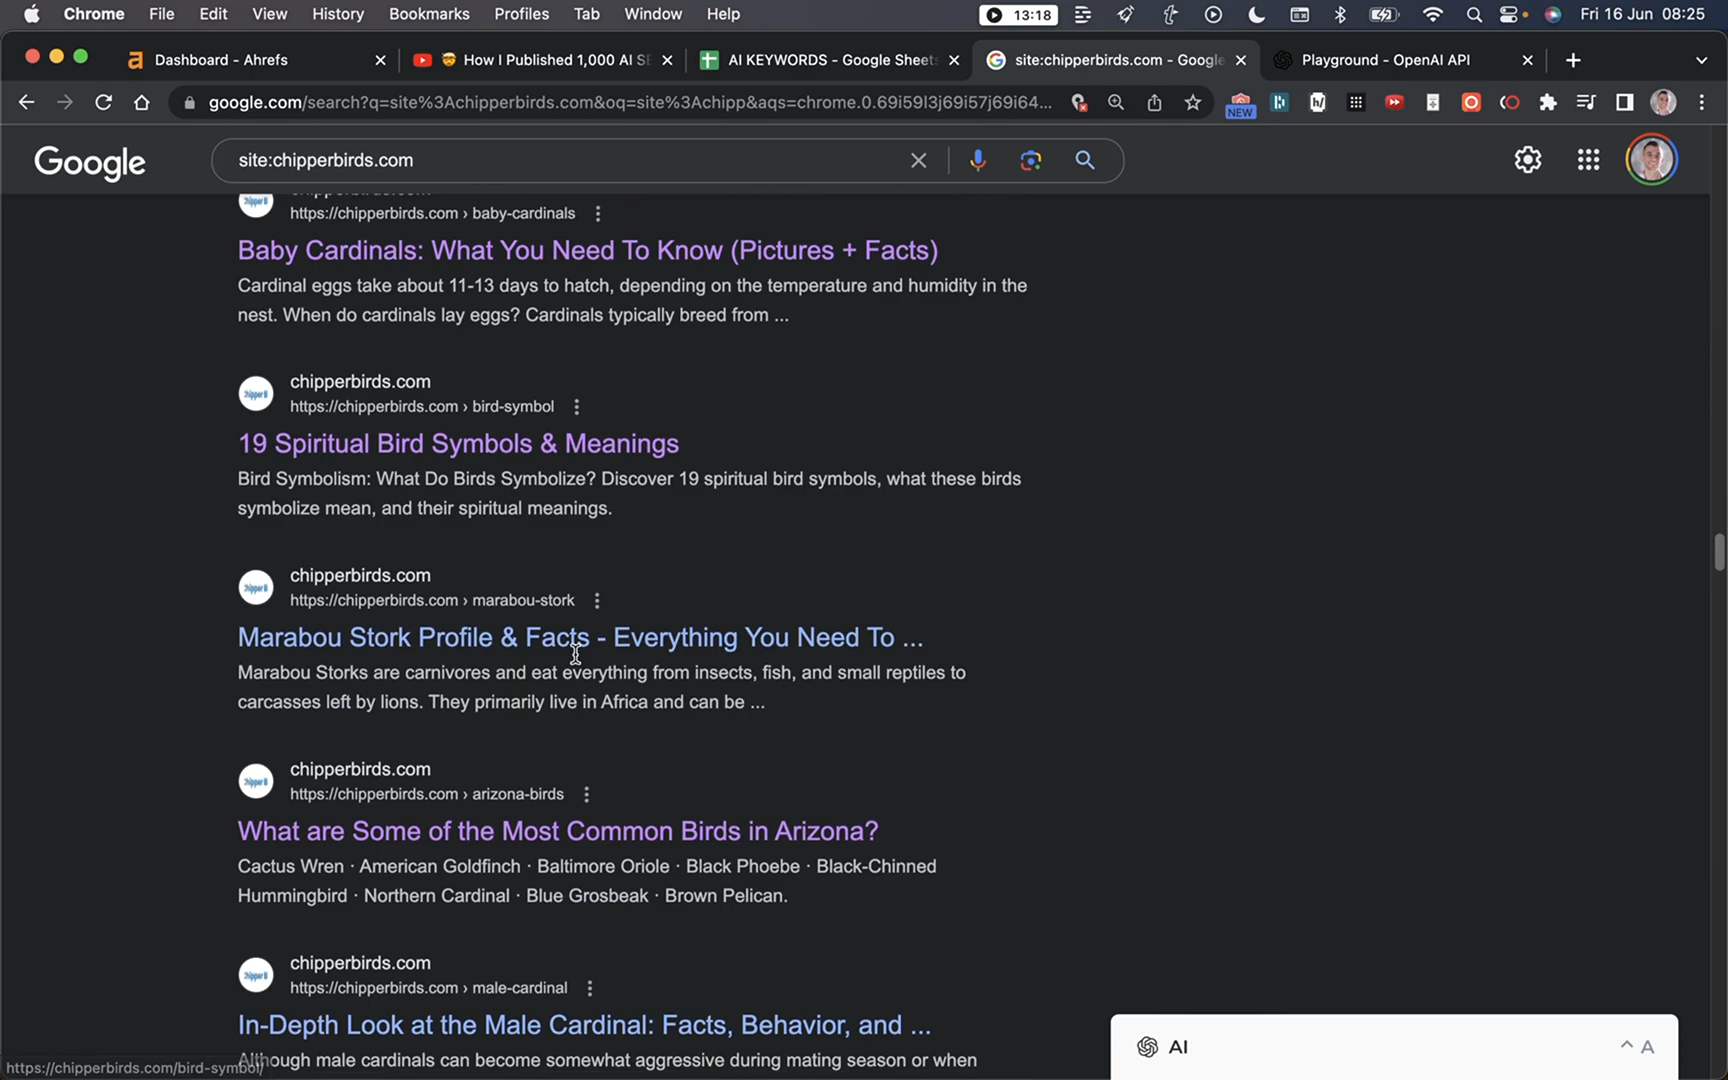 Chrome File Edit View History Bookmarks Profiles Tab Window Help 13:18 Fri 16 Jun 08:25
Dashboard - Ahrefs How I Published 1,000 AI SE AI KEYWORDS - Google Sheets site:chipperbirds.com - Google Playground - OpenAI API
google.com/search?q=site%3Achipperbirds.com&oq=site%3Achipp&aqs=chrome.0.69i59l3j69i57j69i64... NEW
Google site:chipperbirds.com
https://chipperbirds.com › baby-cardinals
Baby Cardinals: What You Need To Know (Pictures + Facts)
Cardinal eggs take about 11-13 days to hatch, depending on the temperature and humidity in the
nest. When do cardinals lay eggs? Cardinals typically breed from ...
chipperbirds.com
https://chipperbirds.com › bird-symbol
19 Spiritual Bird Symbols & Meanings
Bird Symbolism: What Do Birds Symbolize? Discover 19 spiritual bird symbols, what these birds
symbolize mean, and their spiritual meanings.
chipperbirds.com
https://chipperbirds.com › marabou-stork
Marabou Stork Profile & Facts - Everything You Need To ...
Marabou Storks are carnivores and eat everything from insects, fish, and small reptiles to
carcasses left by lions. They primarily live in Africa and can be ...
chipperbirds.com
https://chipperbirds.com › arizona-birds
What are Some of the Most Common Birds in Arizona?
Cactus Wren · American Goldfinch · Baltimore Oriole · Black Phoebe · Black-Chinned
Hummingbird · Northern Cardinal · Blue Grosbeak · Brown Pelican.
chipperbirds.com
https://chipperbirds.com › male-cardinal
In-Depth Look at the Male Cardinal: Facts, Behavior, and ...
Although male cardinals can become somewhat aggressive during mating season or when
https://chipperbirds.com/bird-symbol/
AI A